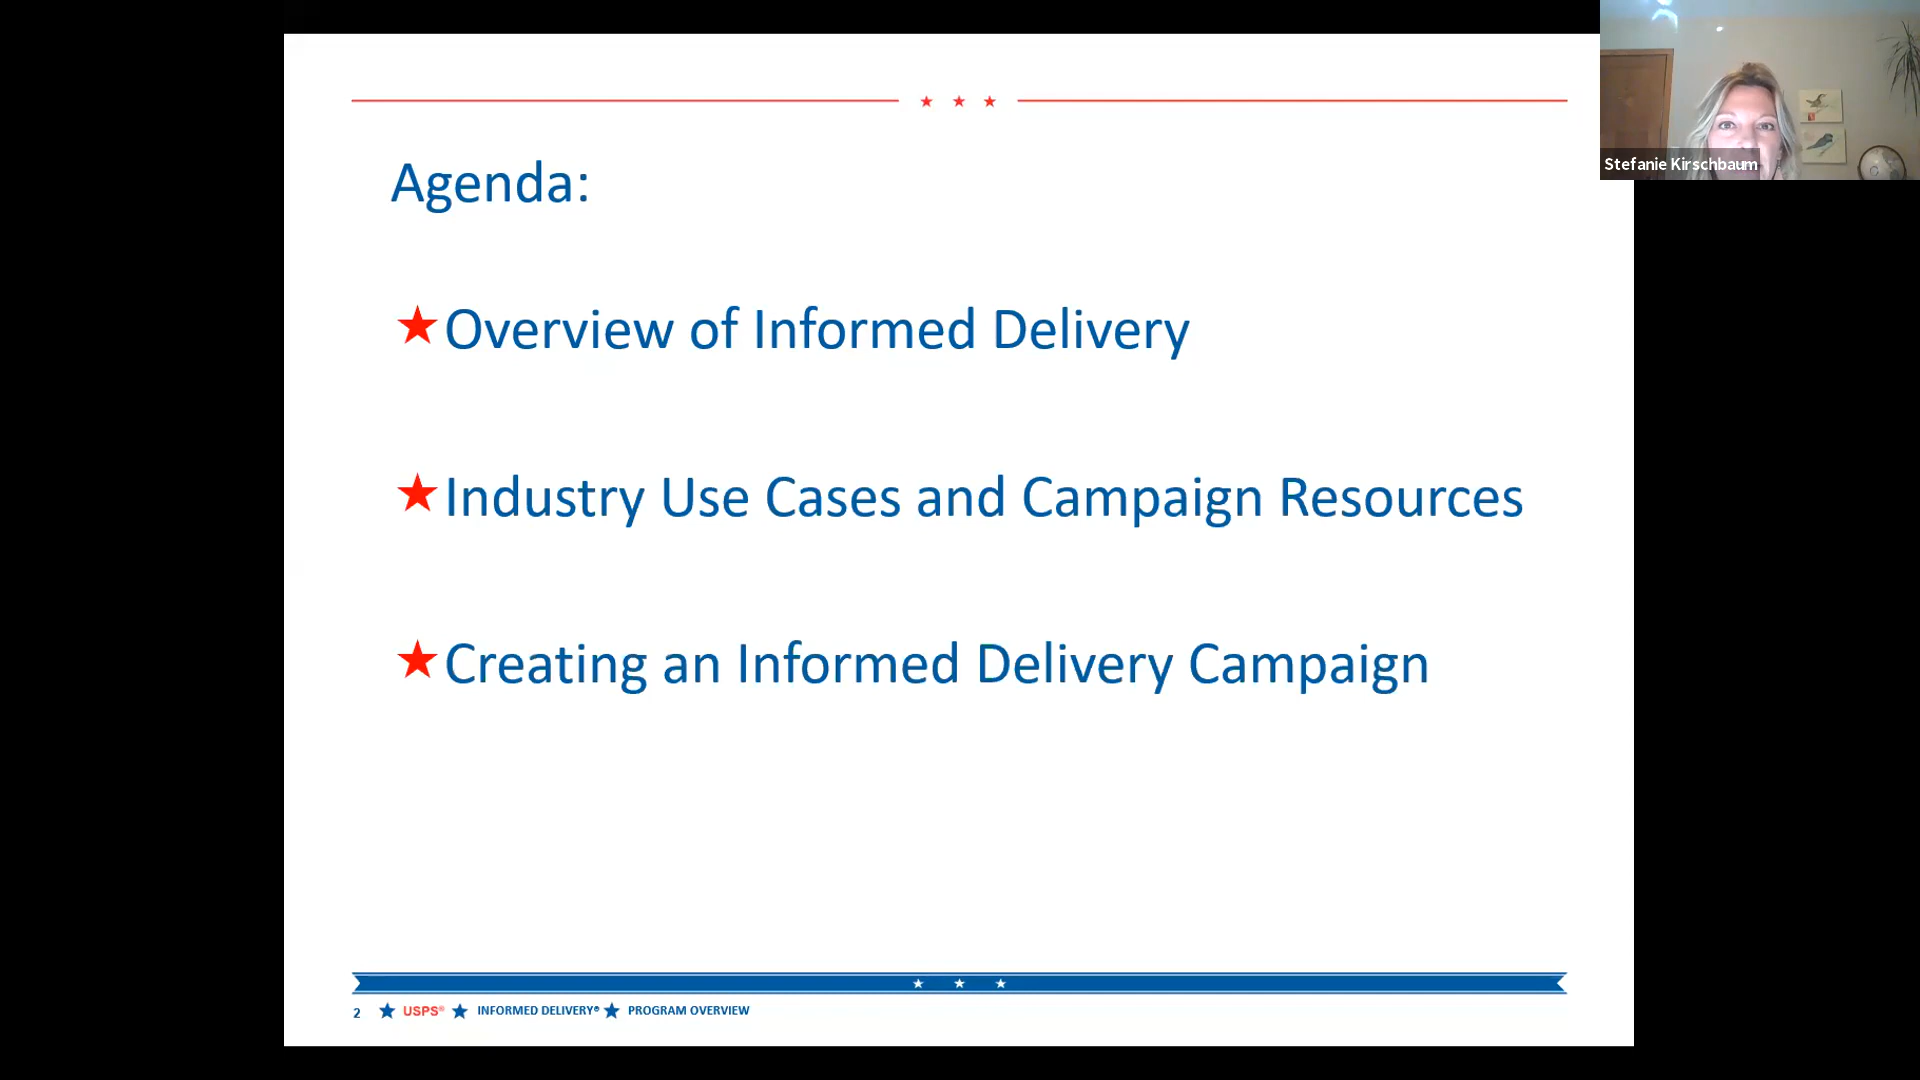 Agenda:
Overview of Informed Delivery
Industry Use Cases and Campaign Resources
Creating an Informed Delivery Campaign
2 USPS® INFORMED DELIVERY® PROGRAM OVERVIEW
Stefanie Kirschbaum